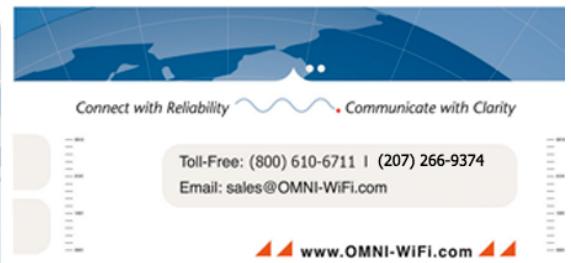 Connect with Reliability Communicate with Clarity
Toll-Free: (800) 610-6711 | (207) 266-9374
Email: sales@OMNI-WiFi.com
www.OMNI-WiFi.com